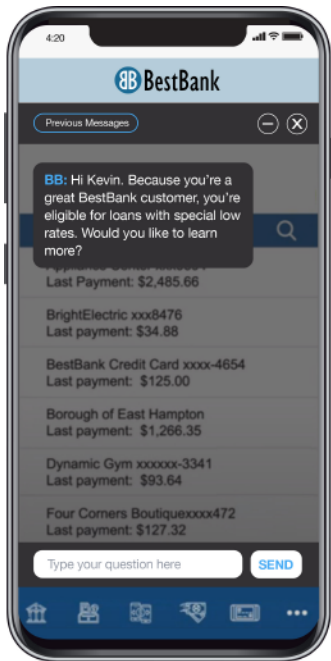 4:20
BB BestBank
Previous Messages
BB: Hi Kevin. Because you're a
great BestBank customer, you're
eligible for loans with special low
rates. Would you like to learn
more?
Last Payment: $2,485.66
BrightElectric xxx8476
Last payment: $34.88
BestBank Credit Card xxxx-4654
Last payment: $125.00
Borough of East Hampton
Last payment: $1,266.35
Dynamic Gym xxxxxx-3341
Last payment: $93.64
Four Corners Boutiquexxxx472
Last payment: $127.32
Type your question here
SEND